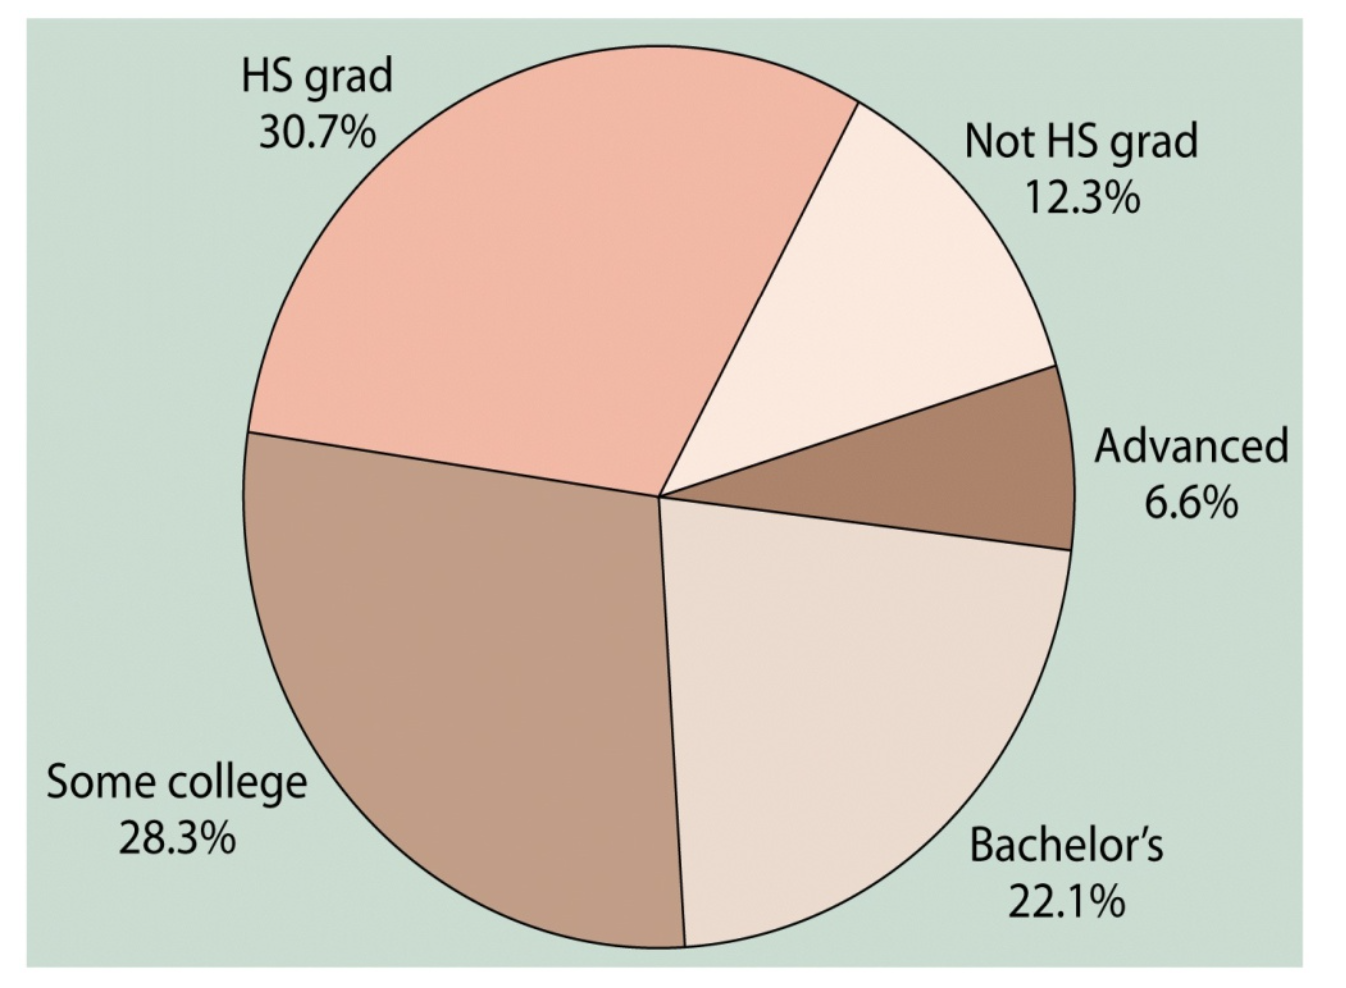 HS grad
30.7%
Not HS grad
12.3%
Advanced
6.6%
Some college
28.3%
Bachelor’s
22.1%